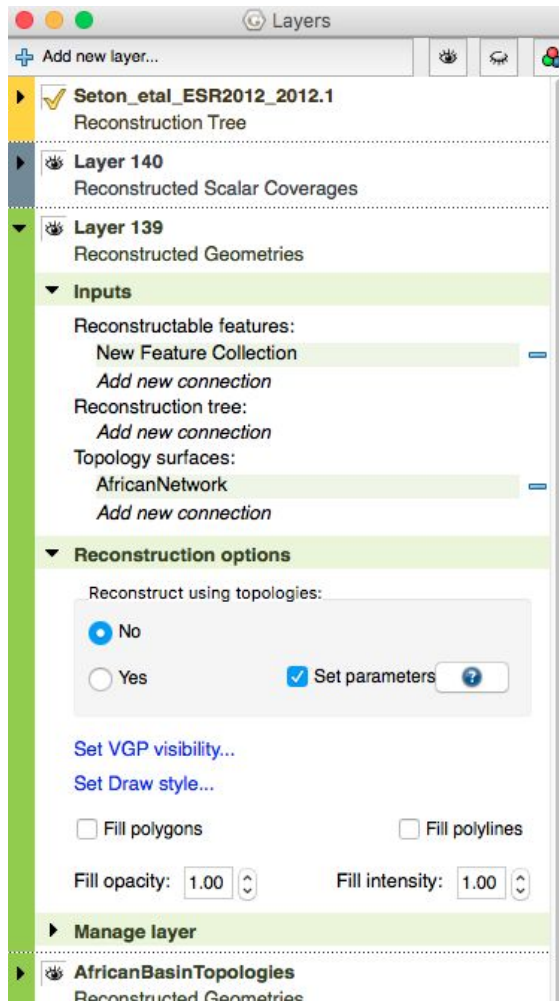 Layers
Add new layer...
Seton_etal_ESR2012_2012.1
Reconstruction Tree
Layer 140
Reconstructed Scalar Coverages
Layer 139
Reconstructed Geometries
Inputs
Reconstructable features:
New Feature Collection
Add new connection
Reconstruction tree:
Add new connection
Topology surfaces:
AfricanNetwork
Add new connection
Reconstruction options
Reconstruct using topologies:
No
Yes Set parameters ?
Set VGP visibility...
Set Draw style...
Fill polygons Fill polylines
Fill opacity: 1.00 Fill intensity: 1.00
Manage layer
AfricanBasinTopologies
Reconstructed Geometries